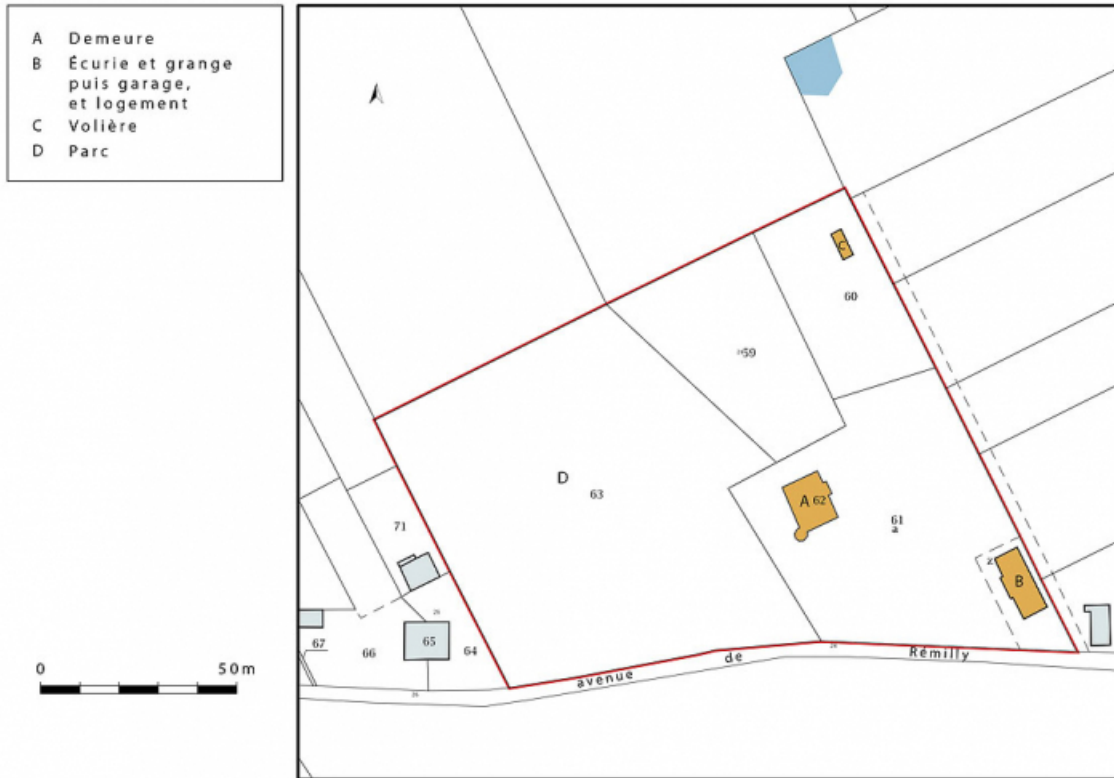 A Demeure
B Écurie et grange
puis garage,
et logement
C Volière
D Parc
C
60
59
D
63
A 62
61
a
71
B
65
64
67
66
0 50m
avenue de Rémilly